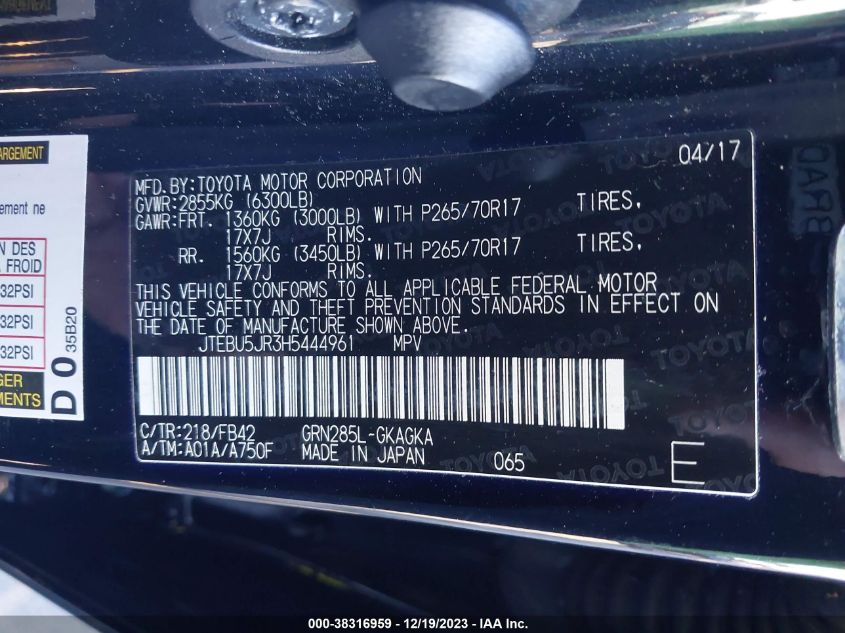 ARGEMENT
ement ne
N DES
FROID
32PSI
32PSI
32PSI
GER
MENTS
D 0 35B20
04/17
MFD.BY:TOYOTA MOTOR CORPORATION
GVWR:2855KG (6300LB)
GAWR:FRT. 1360KG (3000LB) WITH P265/70R17 TIRES,
17X7J RIMS.
RR. 1560KG (3450LB) WITH P265/70R17 TIRES,
17X7J RIMS.
THIS VEHICLE CONFORMS TO ALL APPLICABLE FEDERAL MOTOR
VEHICLE SAFETY AND THEFT PREVENTION STANDARDS IN EFFECT ON
THE DATE OF MANUFACTURE SHOWN ABOVE.
JTEBU5JR3H5444961 MPV
C/TR:218/FB42 GRN285L-GKAGKA
A/TM:A01A/A750F MADE IN JAPAN 065 E
000-38316959 - 12/19/2023 - IAA Inc.